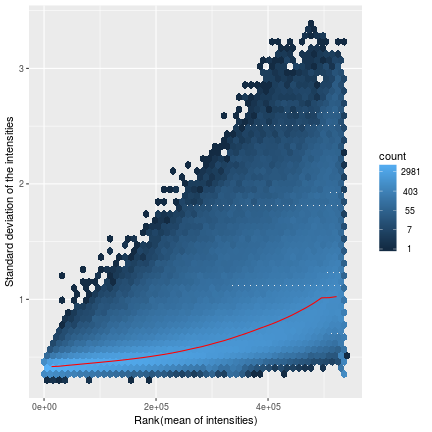 Standard deviation of the intensities
3
2
1
0e+00
2e+05
4e+05
Rank(mean of intensities)
count
2981
403
55
7
1